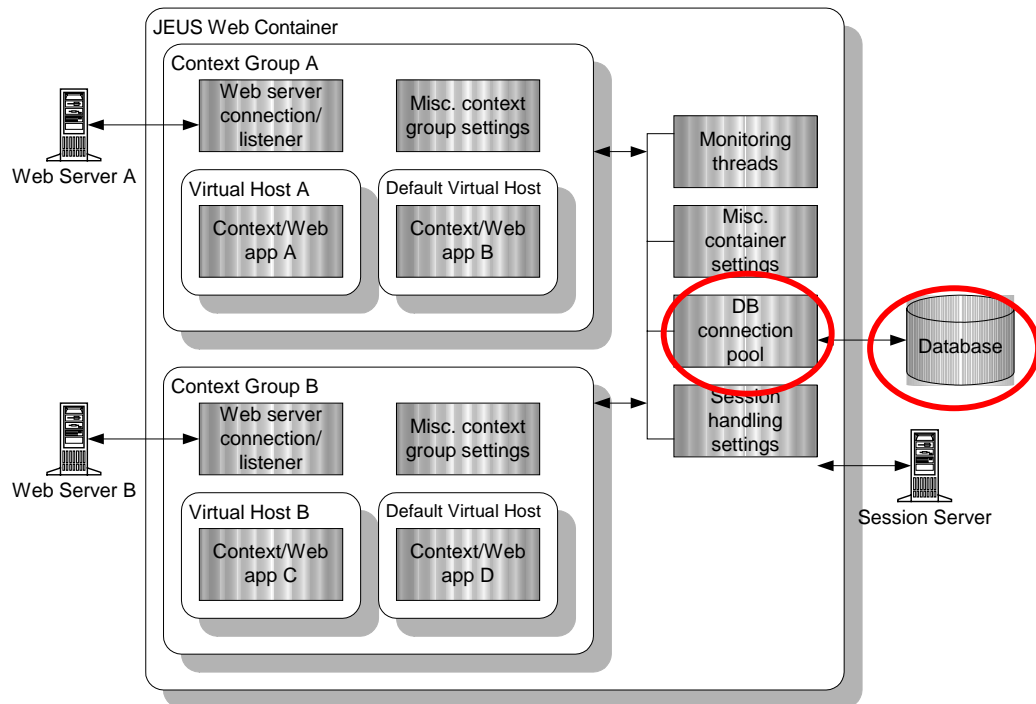 JEUS Web Container
Context Group A
Web server
connection/
listener
Misc. context
group settings
Web Server A
Virtual Host A
Context/Web
app A
Default Virtual Host
Context/Web
app B
Monitoring
threads
Misc.
container
settings
DB
connection
pool
Database
Session
handling
settings
Session Server
Context Group B
Web server
connection/
listener
Misc. context
group settings
Web Server B
Virtual Host B
Context/Web
app C
Default Virtual Host
Context/Web
app D